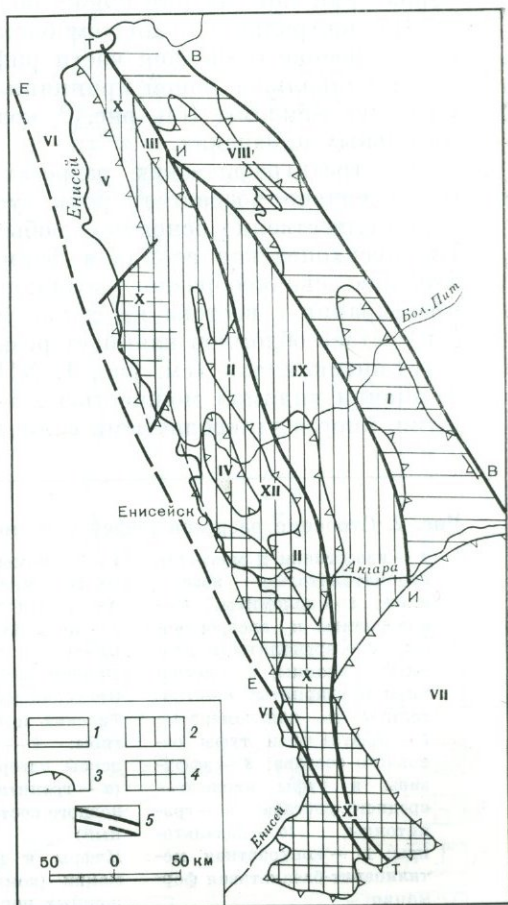 Т
В
Е
X
VI
III
И
VIII
V
Енисей
X
Бол. Пит
II
IX
I
IV
XII
В
Енисейск
II
Ангара
И
Е
X
VI
VII
XI
Енисей
Т
1 2
3 4
5
50 0 50 км